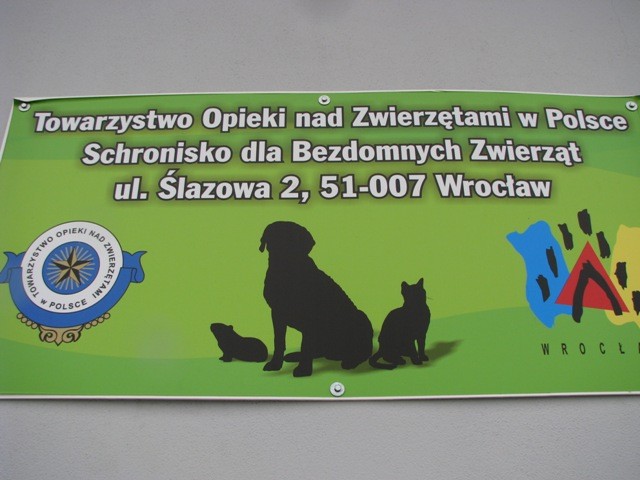 Towarzystwo Opieki nad Zwierzętami w Polsce
Schronisko dla Bezdomnych Zwierząt
ul. Ślazowa 2, 51-007 Wrocław
TOWARZYSTWO OPIEKI NAD ZWIERZĘTAMI
w POLSCE
WROCŁA